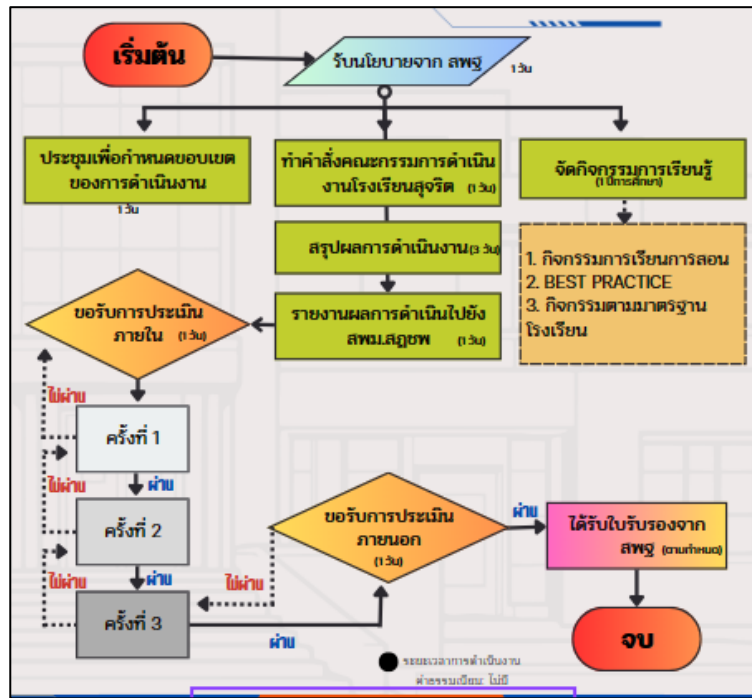 เริ่มต้น
รับนโยบายจาก สพฐ
1 วัน
ประชุมเพื่อกำหนดขอบเขต
ของการดำเนินงาน
1 วัน
ทำคำสั่งคณะกรรมการดำเนิน
งานโรงเรียนสุจริต (1 วัน)
จัดกิจกรรมการเรียนรู้
(1 ปีการศึกษา)
สรุปผลการดำเนินงาน (3 วัน)
1. กิจกรรมการเรียนการสอน
2. BEST PRACTICE
3. กิจกรรมตามมาตรฐาน
โรงเรียน
รายงานผลการดำเนินไปยัง
สพม.สฎชพ (1 วัน)
ขอรับการประเมิน
ภายใน (1 วัน)
ไม่ผ่าน
ครั้งที่ 1
ไม่ผ่าน
ผ่าน
ครั้งที่ 2
ไม่ผ่าน
ผ่าน
ครั้งที่ 3
ไม่ผ่าน
ผ่าน
ขอรับการประเมิน
ภายนอก
(1 วัน)
ผ่าน
ได้รับใบรับรองจาก
สพฐ (ตามกำหนด)
จบ
ระยะเวลาการดำเนินงาน
ค่าธรรมเนียม: ไม่มี